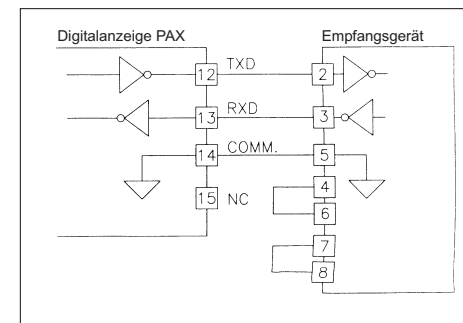 Digitalanzeige PAX Empfangsgerät
12 TXD 2
13 RXD 3
14 COMM. 5
15 NC 4
6
7
8